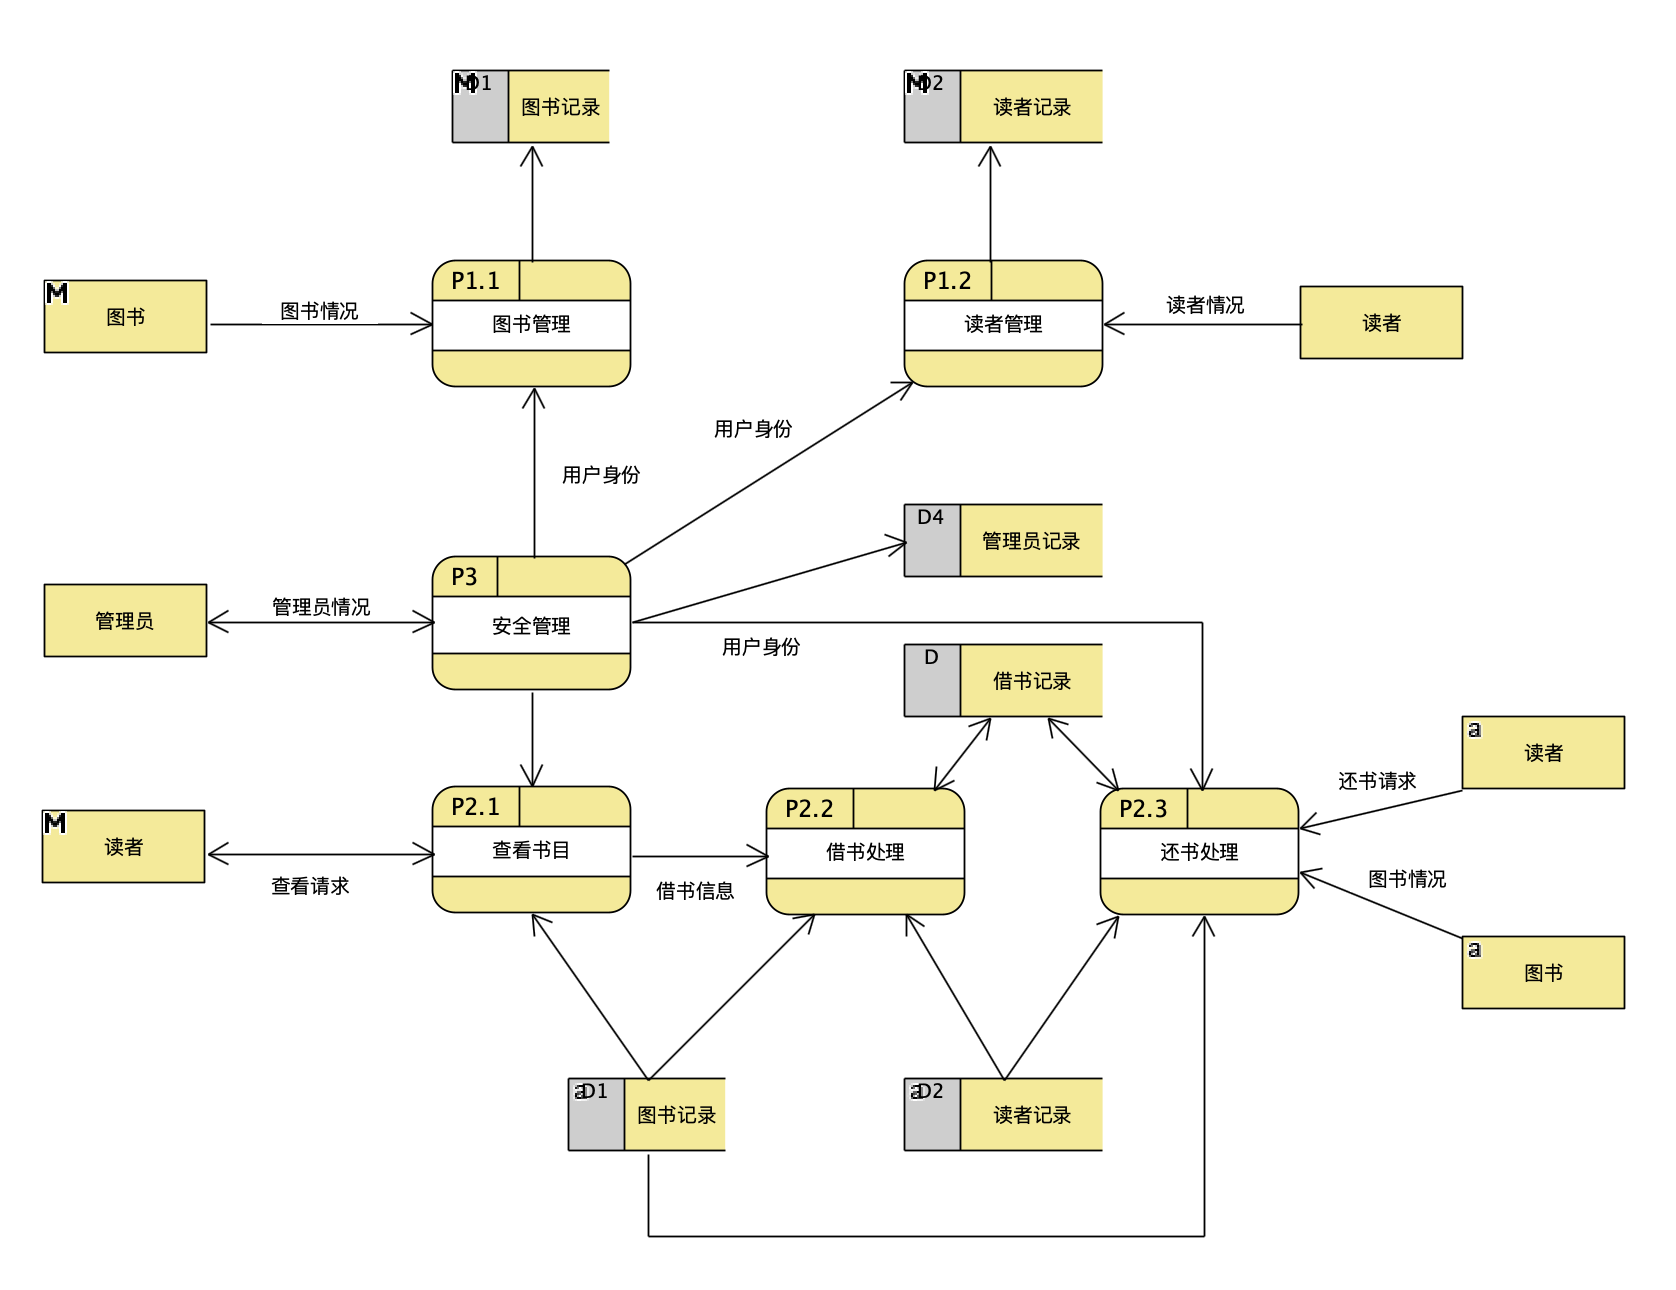 M D1
图书记录
M D2
读者记录
M
图书
图书情况
P1.1
图书管理
P1.2
读者管理
读者情况
读者
用户身份
用户身份
D4
管理员记录
管理员
管理员情况
P3
安全管理
用户身份
D
借书记录
M
读者
查看请求
P2.1
查看书目
借书信息
P2.2
借书处理
P2.3
还书处理
还书请求
a
读者
图书情况
a
图书
a D1
图书记录
a D2
读者记录